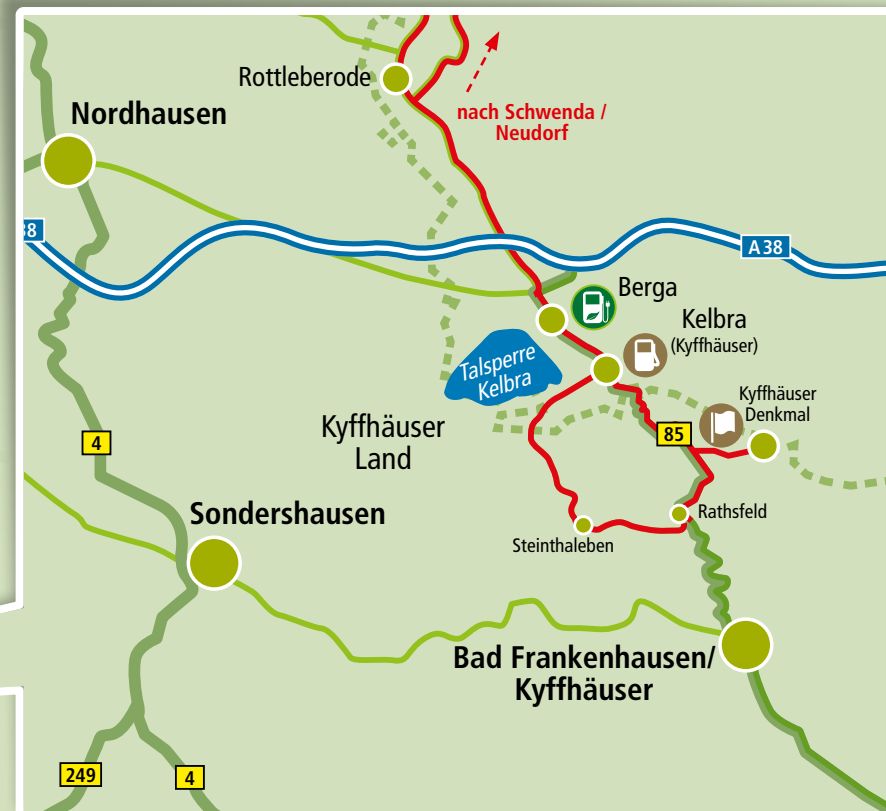 Rottleberode
Nordhausen
nach Schwenda /
Neudorf
38
A 38
Berga
Kelbra
(Kyffhäuser)
Talsperre
Kelbra
Kyffhäuser
Denkmal
Kyffhäuser
Land
85
4
Sondershausen
Rathsfeld
Steinthaleben
Bad Frankenhausen/
Kyffhäuser
249
4